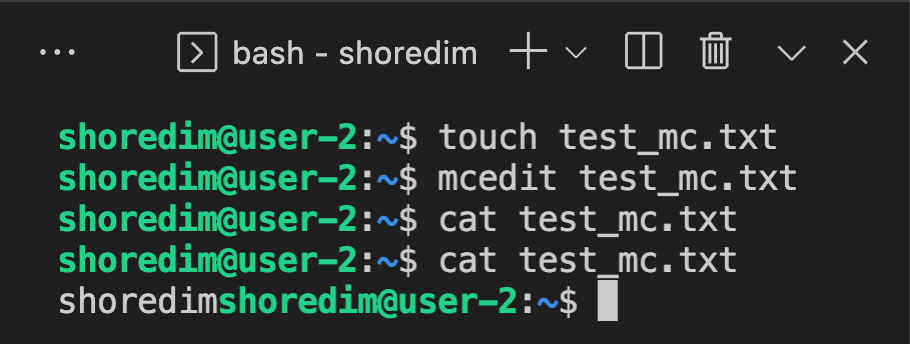 bash - shoredim
shoredim@user-2:~$ touch test_mc.txt
shoredim@user-2:~$ mcedit test_mc.txt
shoredim@user-2:~$ cat test_mc.txt
shoredim@user-2:~$ cat test_mc.txt
shoredimshoredim@user-2:~$